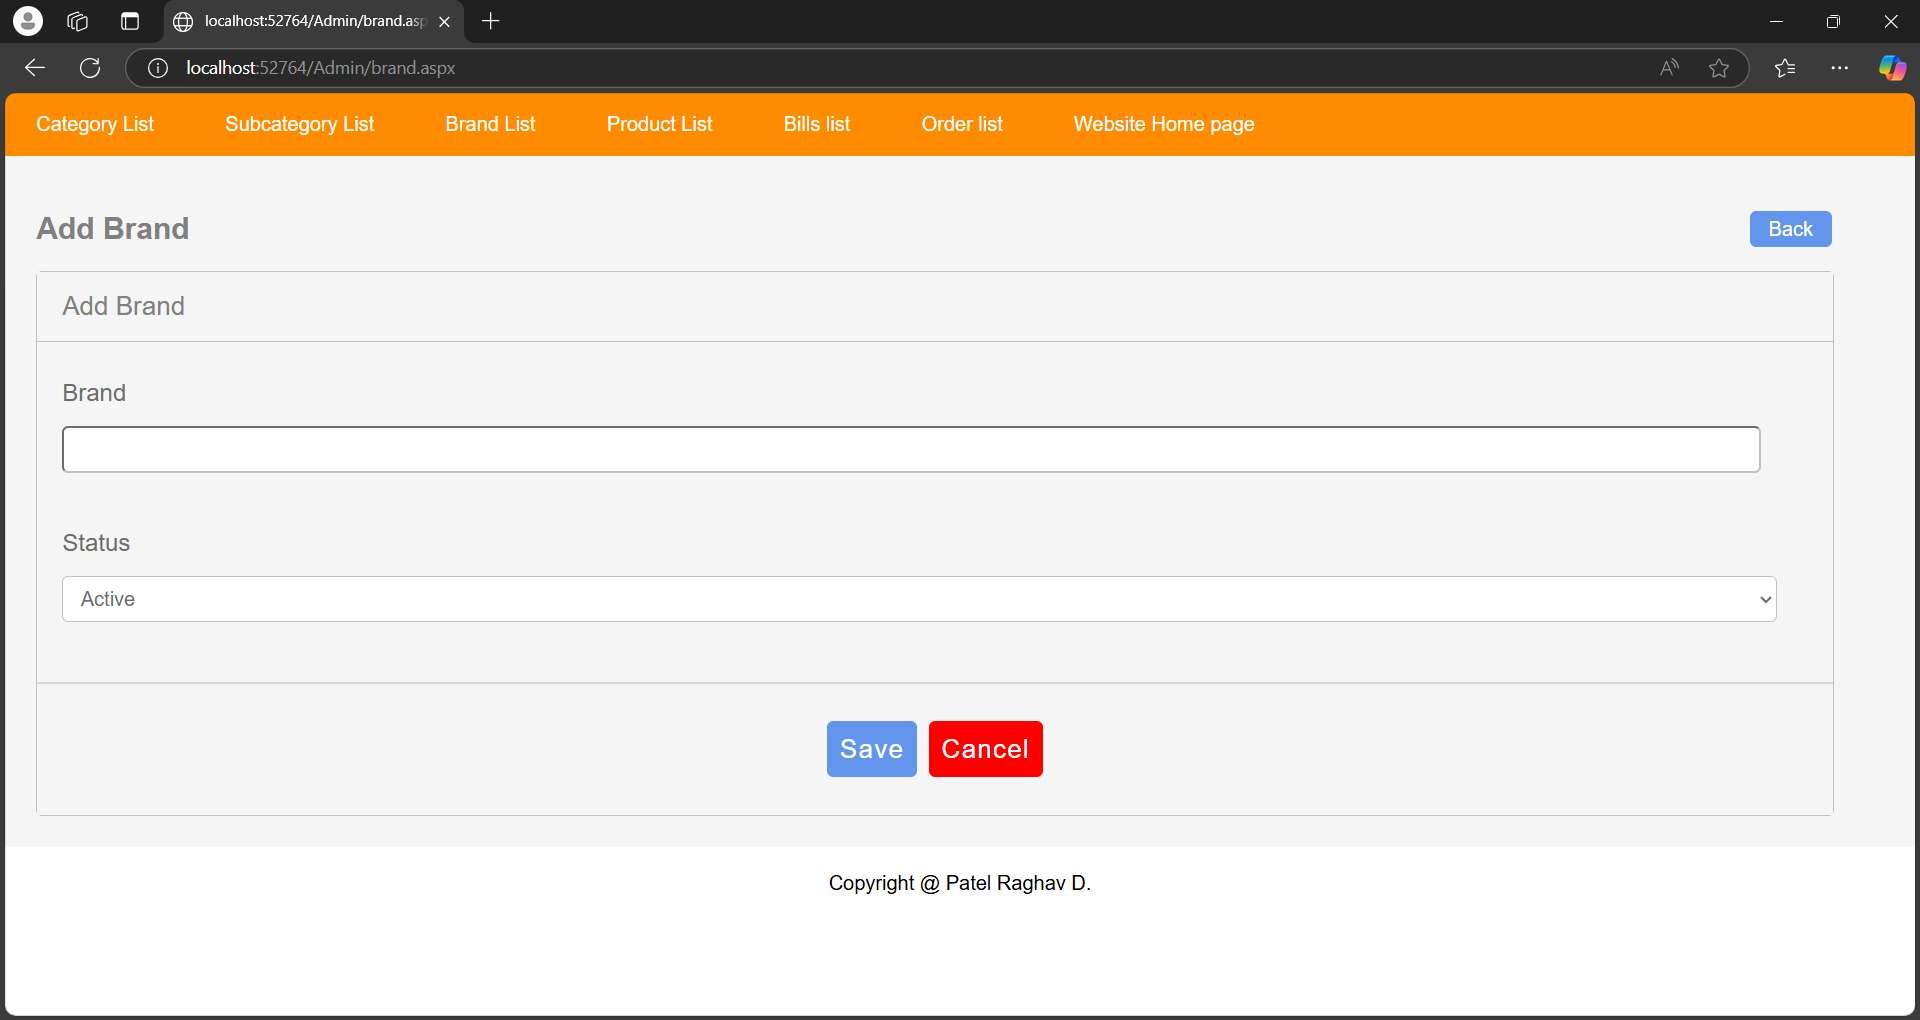 localhost:52764/Admin/brand.asp
localhost:52764/Admin/brand.aspx
Category List Subcategory List Brand List Product List Bills list Order list Website Home page
Add Brand Back
Add Brand
Brand
Status
Active
Save Cancel
Copyright @ Patel Raghav D.